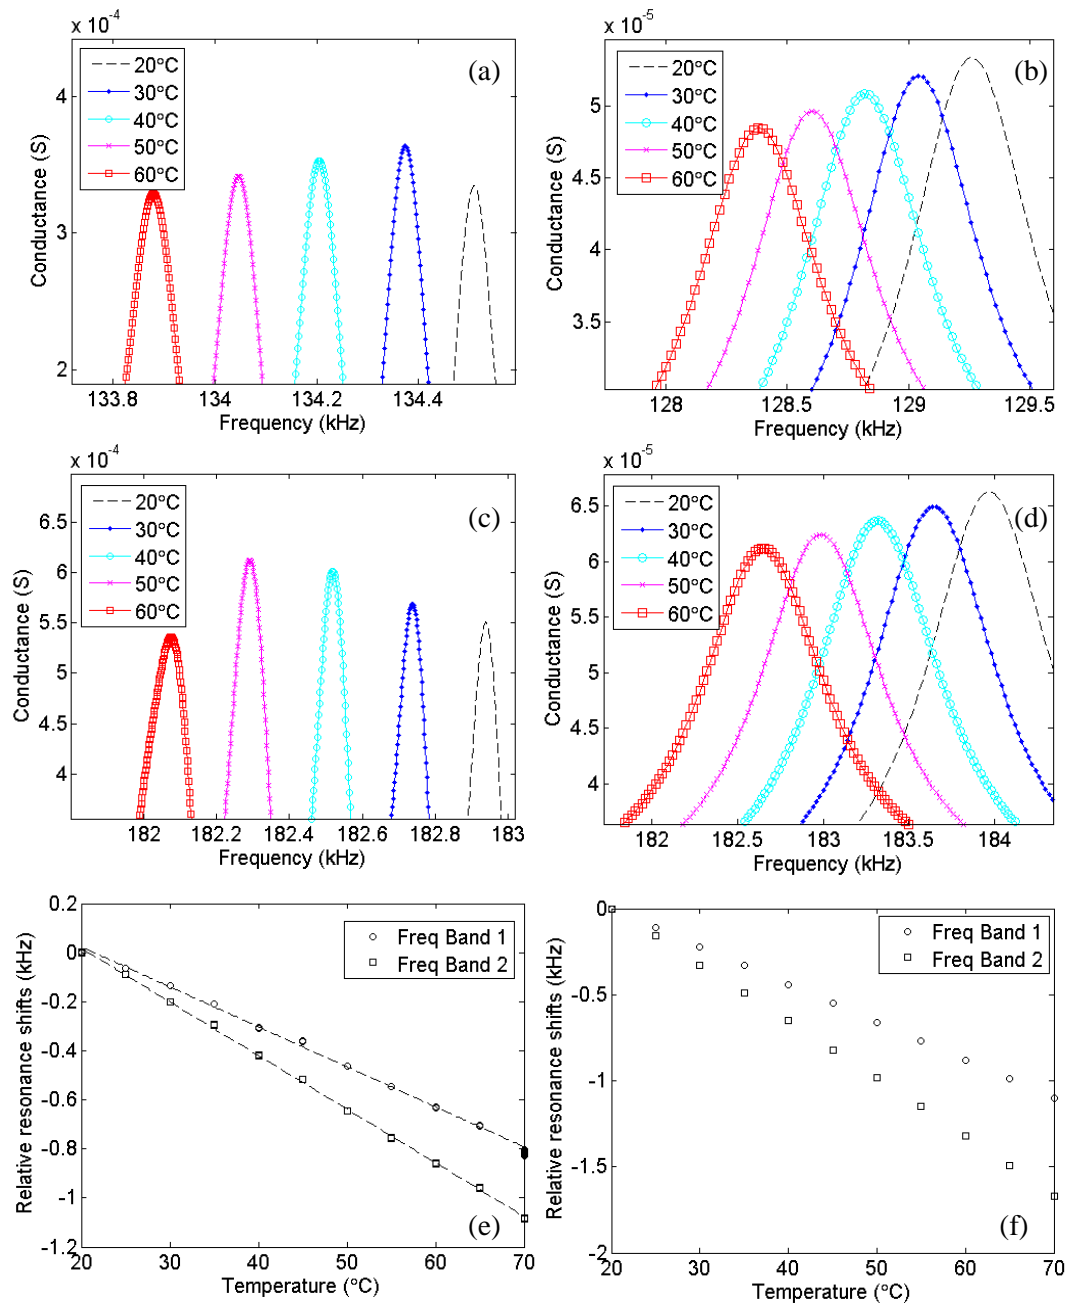 x 10⁻⁴
(a)
20°C
30°C
40°C
50°C
60°C
Conductance (S)
4
3
2
133.8 134 134.2 134.4
Frequency (kHz)
x 10⁻⁵
(b)
20°C
30°C
40°C
50°C
60°C
Conductance (S)
5
4.5
4
3.5
128 128.5 129 129.5
Frequency (kHz)
x 10⁻⁴
(c)
20°C
30°C
40°C
50°C
60°C
Conductance (S)
6.5
6
5.5
5
4.5
4
182 182.2 182.4 182.6 182.8 183
Frequency (kHz)
x 10⁻⁵
(d)
20°C
30°C
40°C
50°C
60°C
Conductance (S)
6.5
6
5.5
5
4.5
4
182 182.5 183 183.5 184
Frequency (kHz)
Freq Band 1
Freq Band 2
Relative resonance shifts (kHz)
0.2
0
-0.2
-0.4
-0.6
-0.8
-1
-1.2
(e)
20 30 40 50 60 70
Temperature (°C)
Freq Band 1
Freq Band 2
Relative resonance shifts (kHz)
0
-0.5
-1
-1.5
-2
(f)
20 30 40 50 60 70
Temperature (°C)